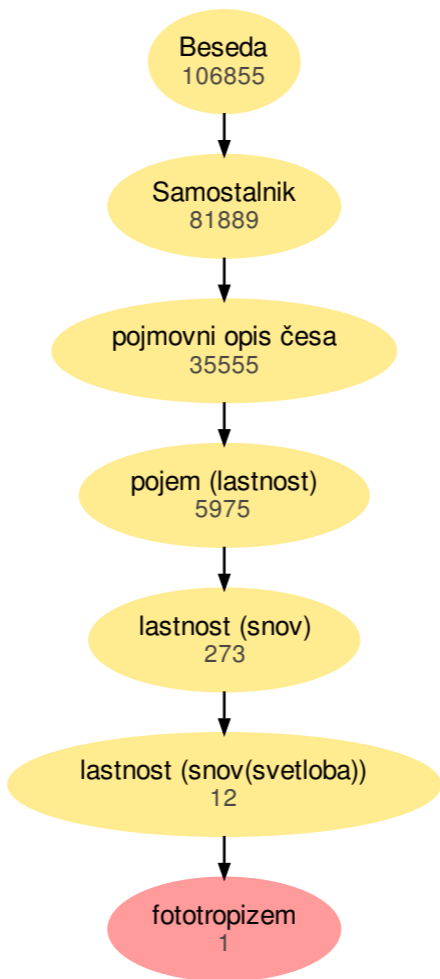 Beseda
106855
Samostalnik
81889
pojmovni opis česa
35555
pojem (lastnost)
5975
lastnost (snov)
273
lastnost (snov(svetloba))
12
fototropizem
1